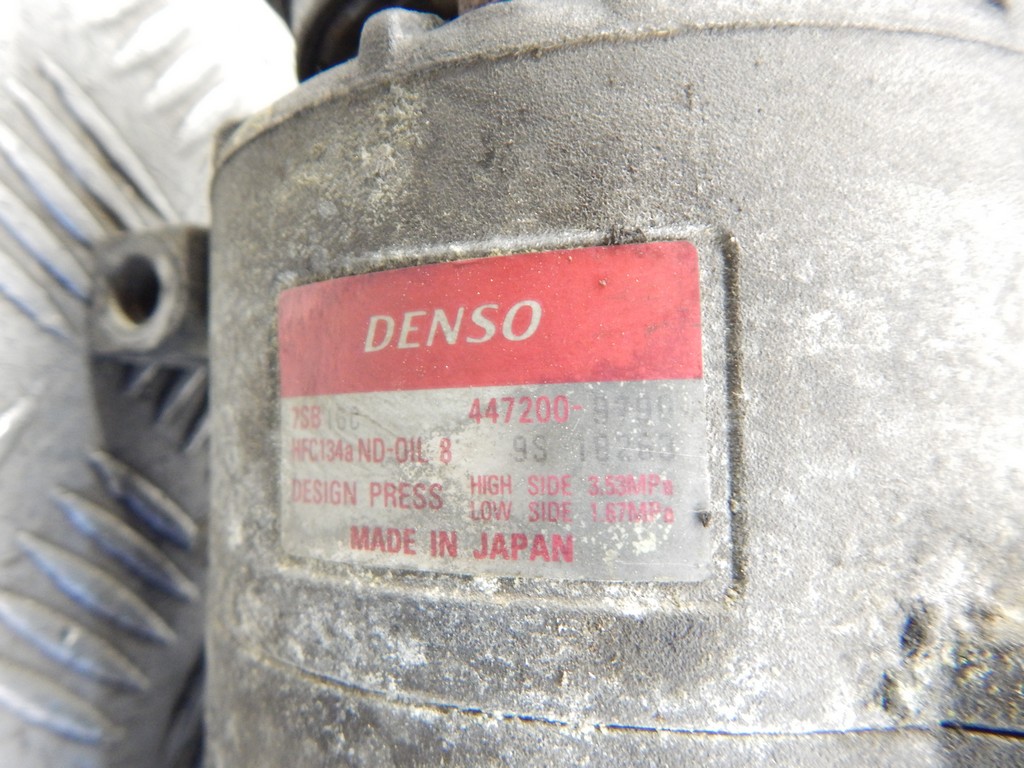 DENSO
7SB16C 447200-
HFC134a ND-OIL 8 9S
DESIGN PRESS HIGH SIDE 3.53MPa
LOW SIDE 1.67MPa
MADE IN JAPAN